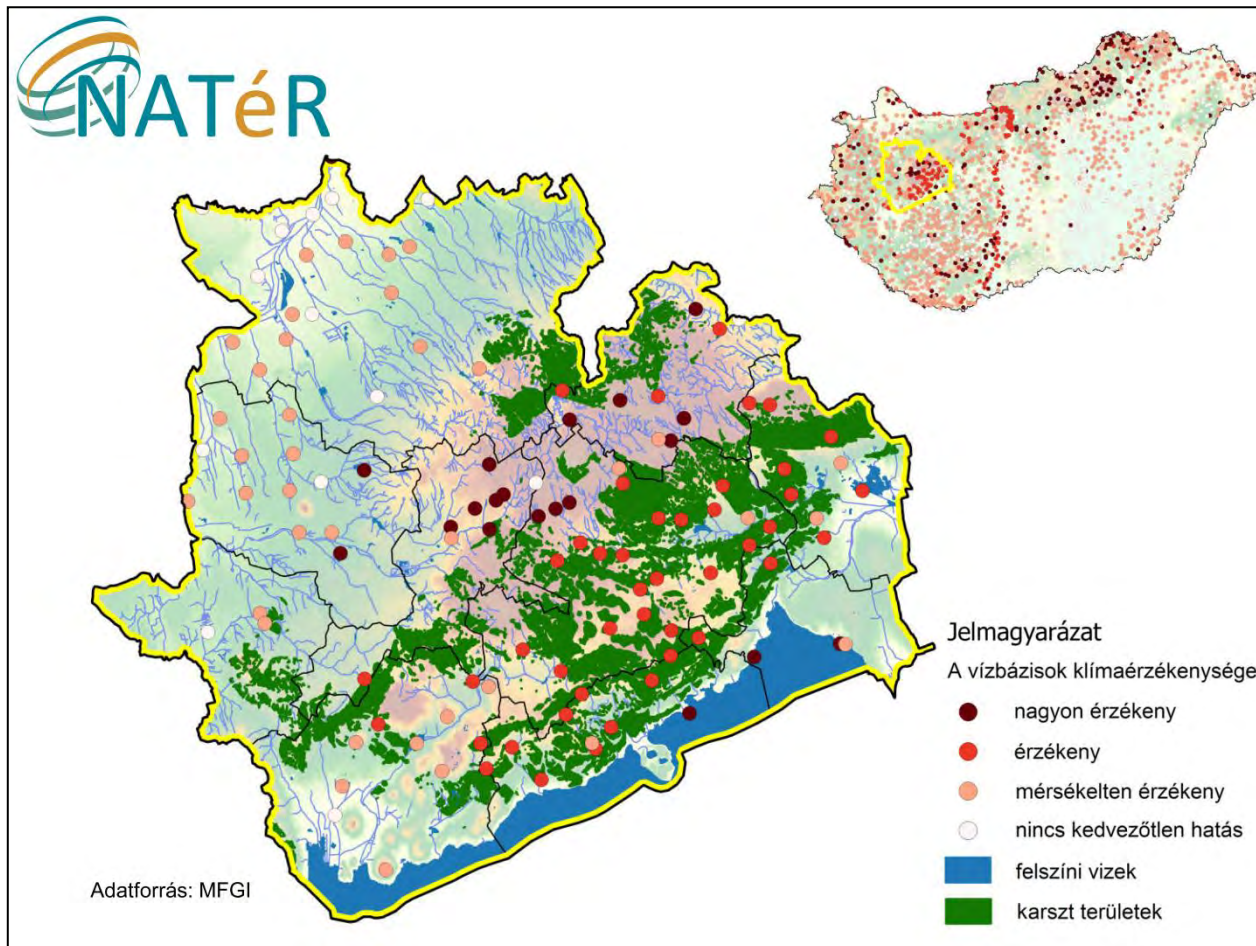 NATéR
Jelmagyarázat
A vízbázisok klímaérzékenysége
nagyon érzékeny
érzékeny
mérsékelten érzékeny
nincs kedvezőtlen hatás
felszíni vizek
karszt területek
Adatforrás: MFGI